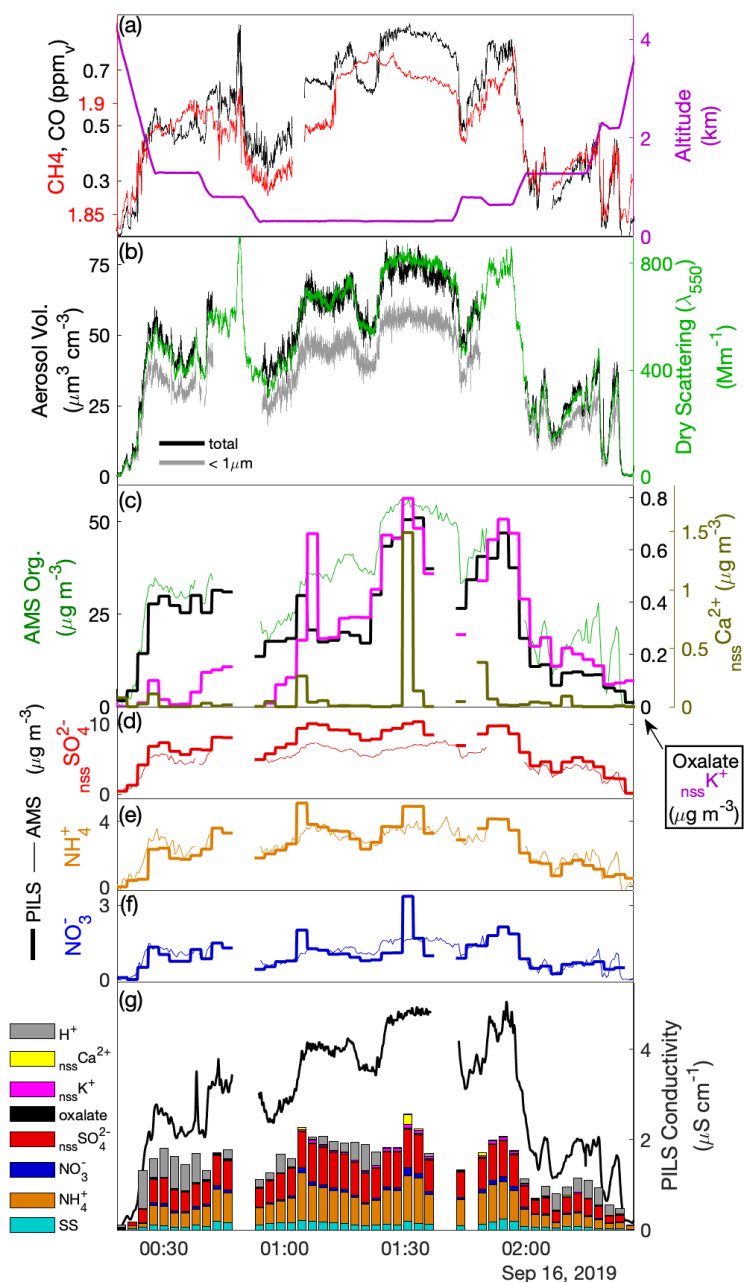 (a)
CH4, CO (ppmv)
0.7
1.9
0.5
0.3
1.85
4
2
0
Altitude
(km)
(b)
75
50
25
0
Aerosol Vol.
(μm3 cm-3)
total
< 1μm
800
400
0
Dry Scattering (λ550)
(Mm-1)
(c)
50
25
0
AMS Org.
(μg m-3)
0.8
0.6
0.4
0.2
0
1.5
1
0.5
0
nssCa2+ (μg m-3)
(d)
10
0
nssSO42-
(e)
4
0
NH4+
(f)
3
0
NO3-
PILS
AMS
(μg m-3)
Oxalate
nssK+
(μg m-3)
(g)
H+
nssCa2+
nssK+
oxalate
nssSO42-
NO3-
NH4+
SS
4
2
0
PILS Conductivity
(μS cm-1)
00:30 01:00 01:30 02:00
Sep 16, 2019